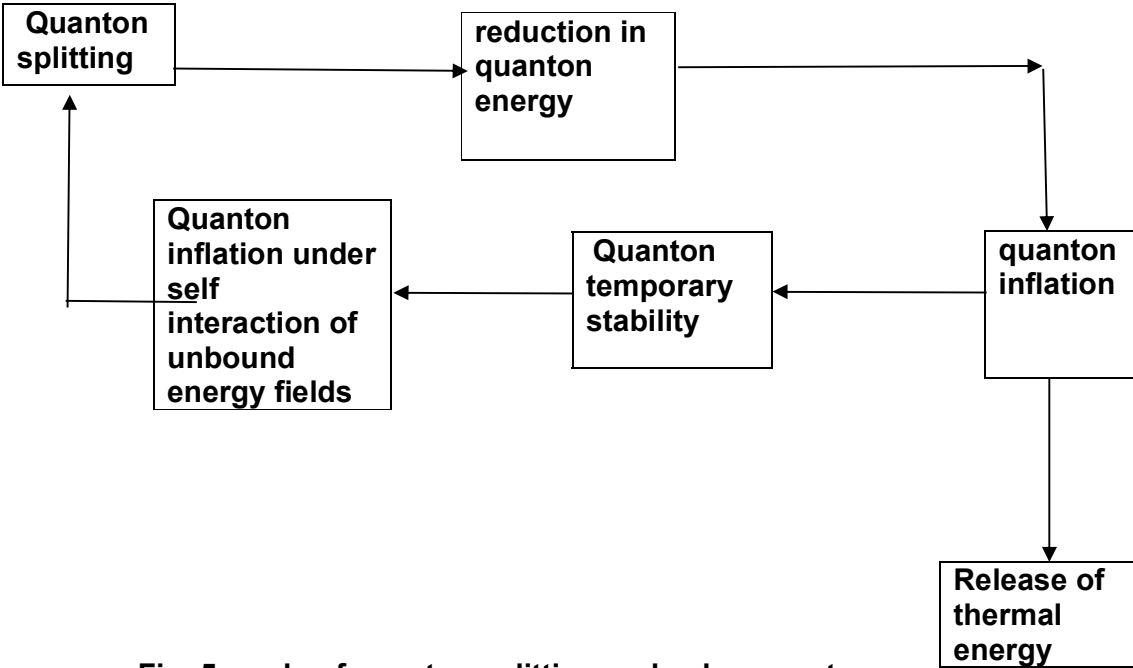 Quanton
splitting
reduction in
quanton
energy
Quanton
inflation under
self
interaction of
unbound
energy fields
Quanton
temporary
stability
quanton
inflation
Release of
thermal
energy